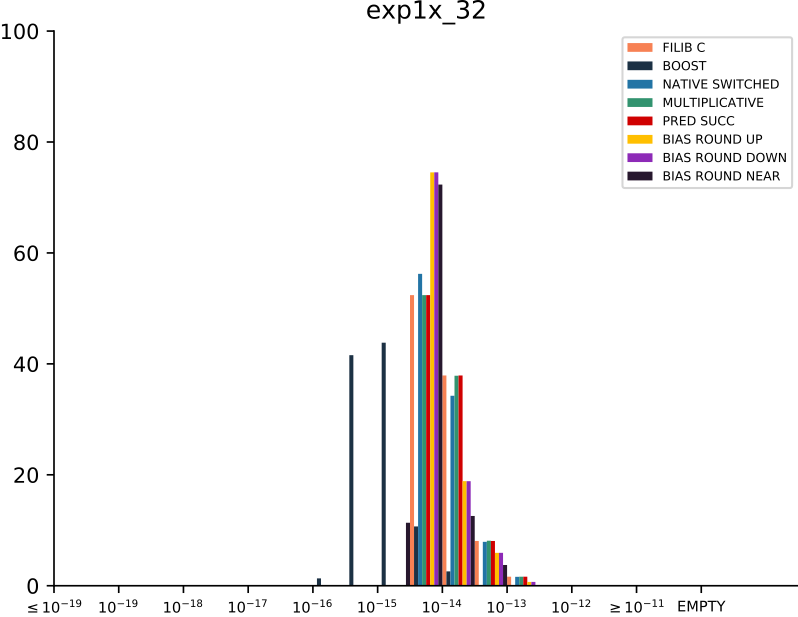 exp1x_32
100
80
60
40
20
0
FILIB C
BOOST
NATIVE SWITCHED
MULTIPLICATIVE
PRED SUCC
BIAS ROUND UP
BIAS ROUND DOWN
BIAS ROUND NEAR
≤10⁻¹⁹ 10⁻¹⁹ 10⁻¹⁸ 10⁻¹⁷ 10⁻¹⁶ 10⁻¹⁵ 10⁻¹⁴ 10⁻¹³ 10⁻¹² ≥10⁻¹¹ EMPTY